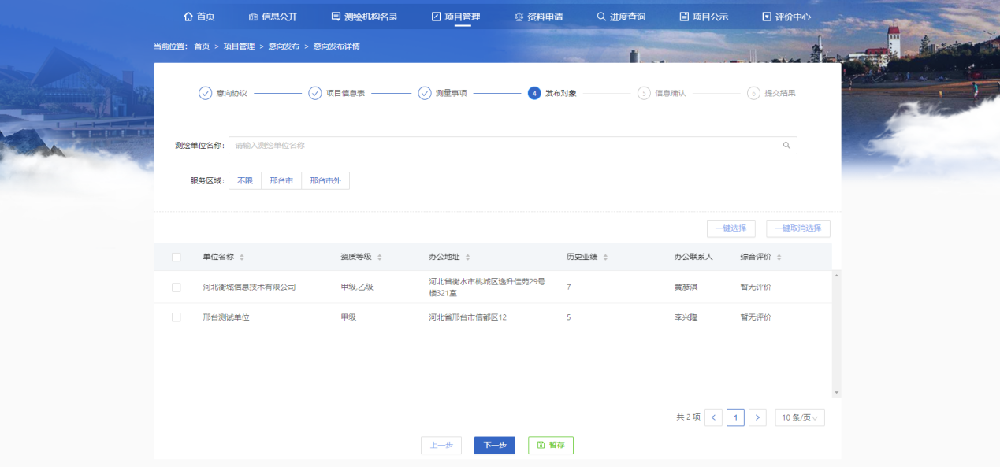 首页 信息公开 测绘机构名录 项目管理 资料申请 进度查询 项目公示 评价中心
当前位置： 首页 > 项目管理 > 意向发布 > 意向发布详情
意向协议 项目信息表 测量事项 4 发布对象 5 信息确认 6 提交结果
测绘单位名称： 请输入测绘单位名称
服务区域： 不限 邢台市 邢台市外
一键选择 一键取消选择
单位名称 资质等级 办公地址 历史业绩 办公联系人 综合评价
河北衡城信息技术有限公司 甲级,乙级 河北省衡水市桃城区逸升佳苑29号楼321室 7 黄彦淇 暂无评价
邢台测试单位 甲级 河北省邢台市信都区12 5 李兴隆 暂无评价
共 2 项 < 1 > 10 条/页
上一步 下一步 暂存